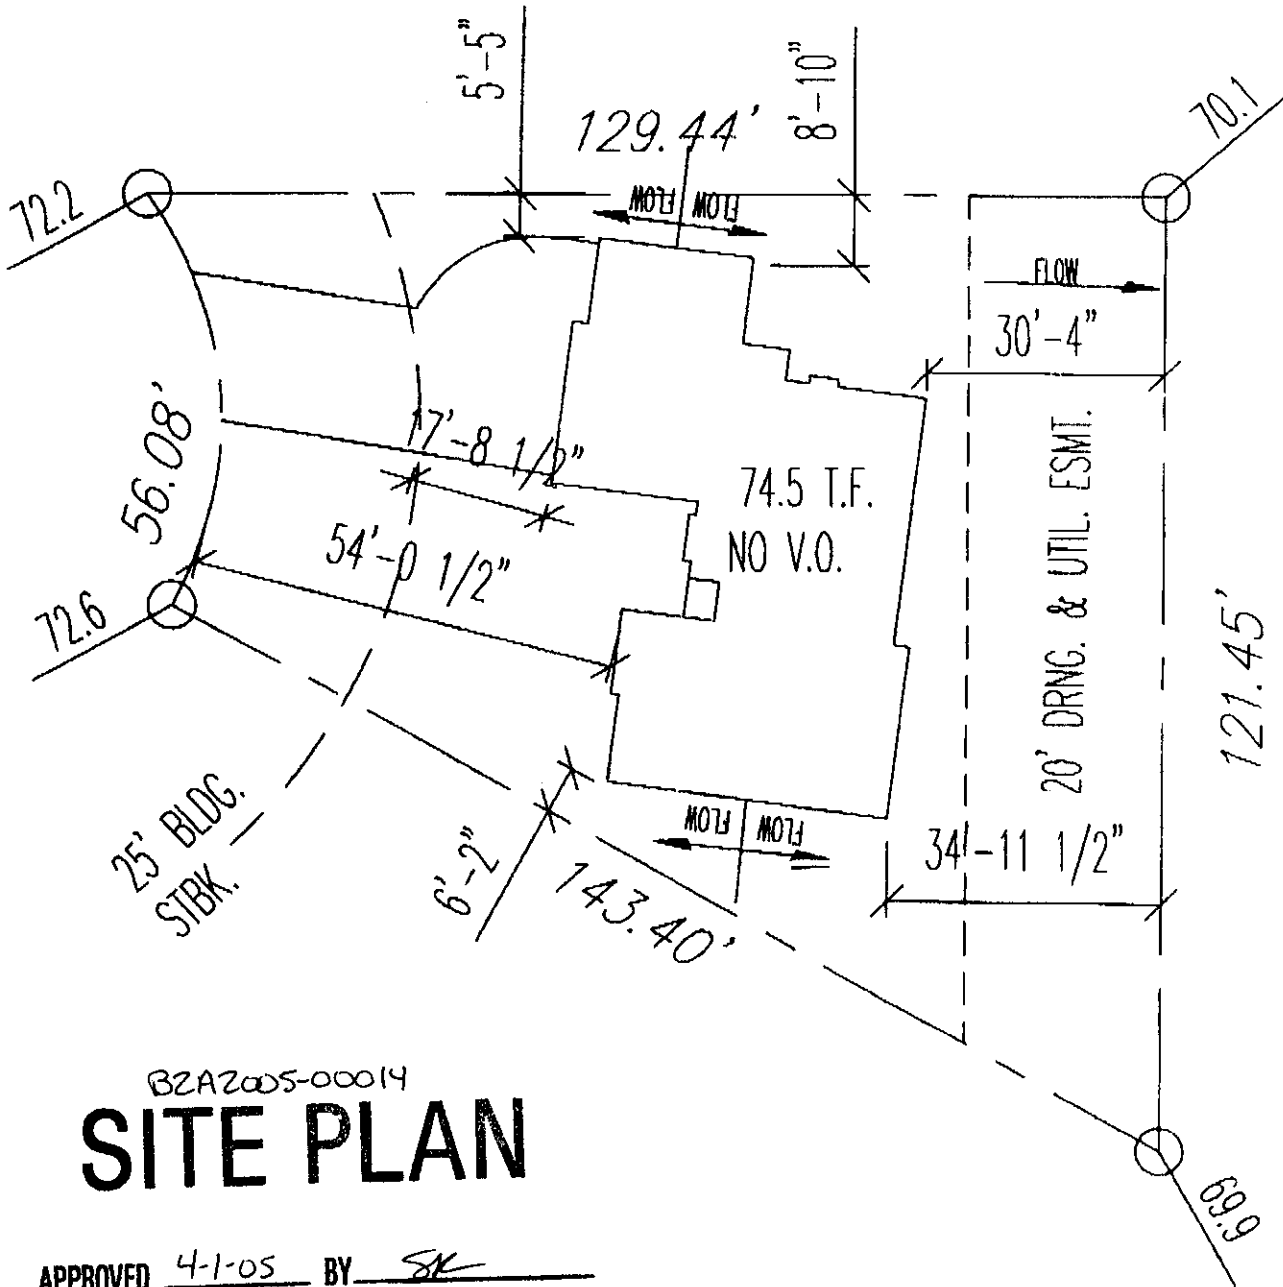 5'-5"
8'-10"
129.44'
70.1
72.2
FLOW FLOW
FLOW
30'-4"
56.08'
17'-8 1/2"
74.5 T.F.
NO V.O.
54'-0 1/2"
20' DRNG. & UTIL. ESMT.
72.6
121.45'
25' BLDG.
STBK.
FLOW FLOW
34'-11 1/2"
6'-2"
143.40'
BZA2005-00014
SITE PLAN
69.9
APPROVED 4-1-05 BY SK